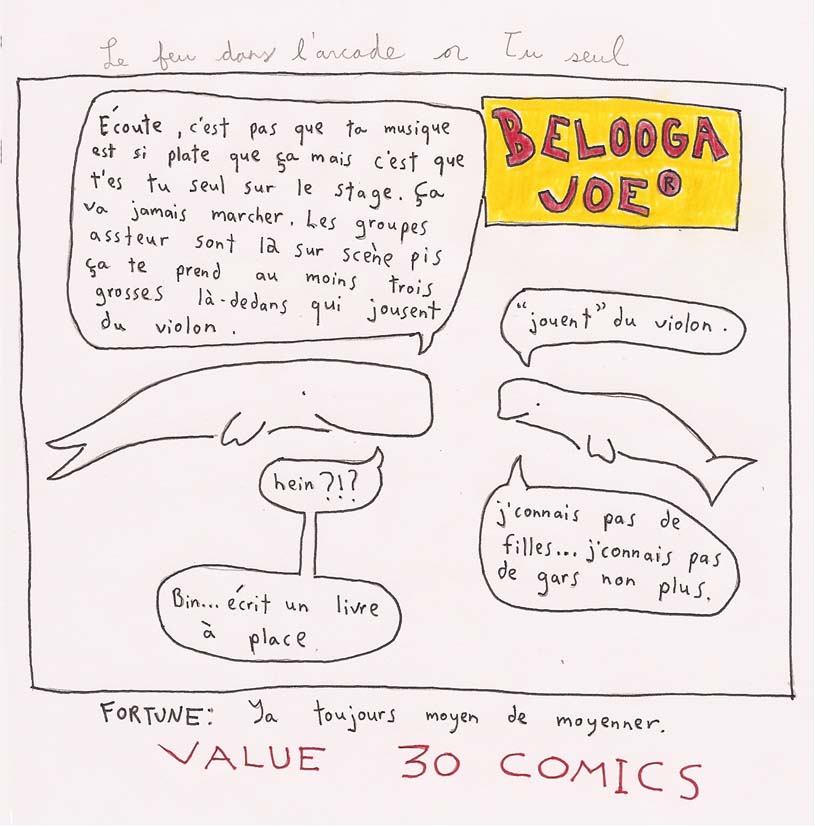 Le feu dans l'arcade or Tu seul
BELOOGA
JOE®
Écoute, c'est pas que ta musique
est si plate que ça mais c'est que
t'es tu seul sur le stage. Ça
va jamais marcher. Les groupes
assteur sont là sur scène pis
ça te prend au moins trois
grosses là-dedans qui jousent
du violon.
"jouent" du violon.
hein ?!?
j'connais pas de
filles... j'connais pas
de gars non plus.
Bin... écrit un livre
à place
FORTUNE: Ya toujours moyen de moyenner.
VALUE 30 COMICS